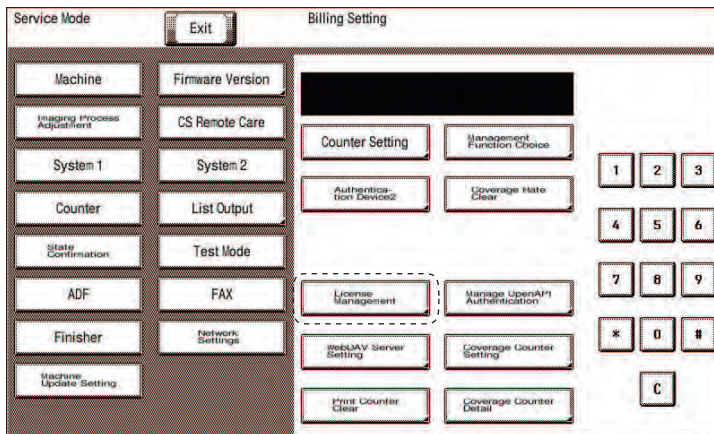 Service Mode
Exit
Billing Setting
Machine
Firmware Version
Imaging Process
Adjustment
CS Remote Care
System 1
System 2
Counter
List Output
State
Confirmation
Test Mode
ADF
FAX
Finisher
Network
Settings
Machine
Update Setting
Counter Setting
Management
Function Choice
Authentica-
tion Device2
Coverage Rate
Clear
License
Management
Manage OpenAPI
Authentication
WebDAV Server
Setting
Coverage Counter
Setting
Print Counter
Clear
Coverage Counter
Detail
1 2 3
4 5 6
7 8 9
* 0 #
C